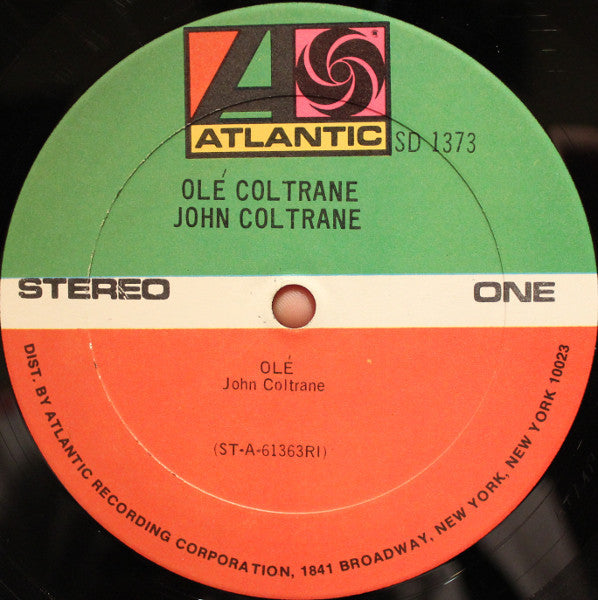 ATLANTIC
SD 1373
OLÉ COLTRANE
JOHN COLTRANE
STEREO
ONE
OLÉ
John Coltrane
(ST-A-61363RI)
DIST. BY ATLANTIC RECORDING CORPORATION, 1841 BROADWAY, NEW YORK, NEW YORK 10023